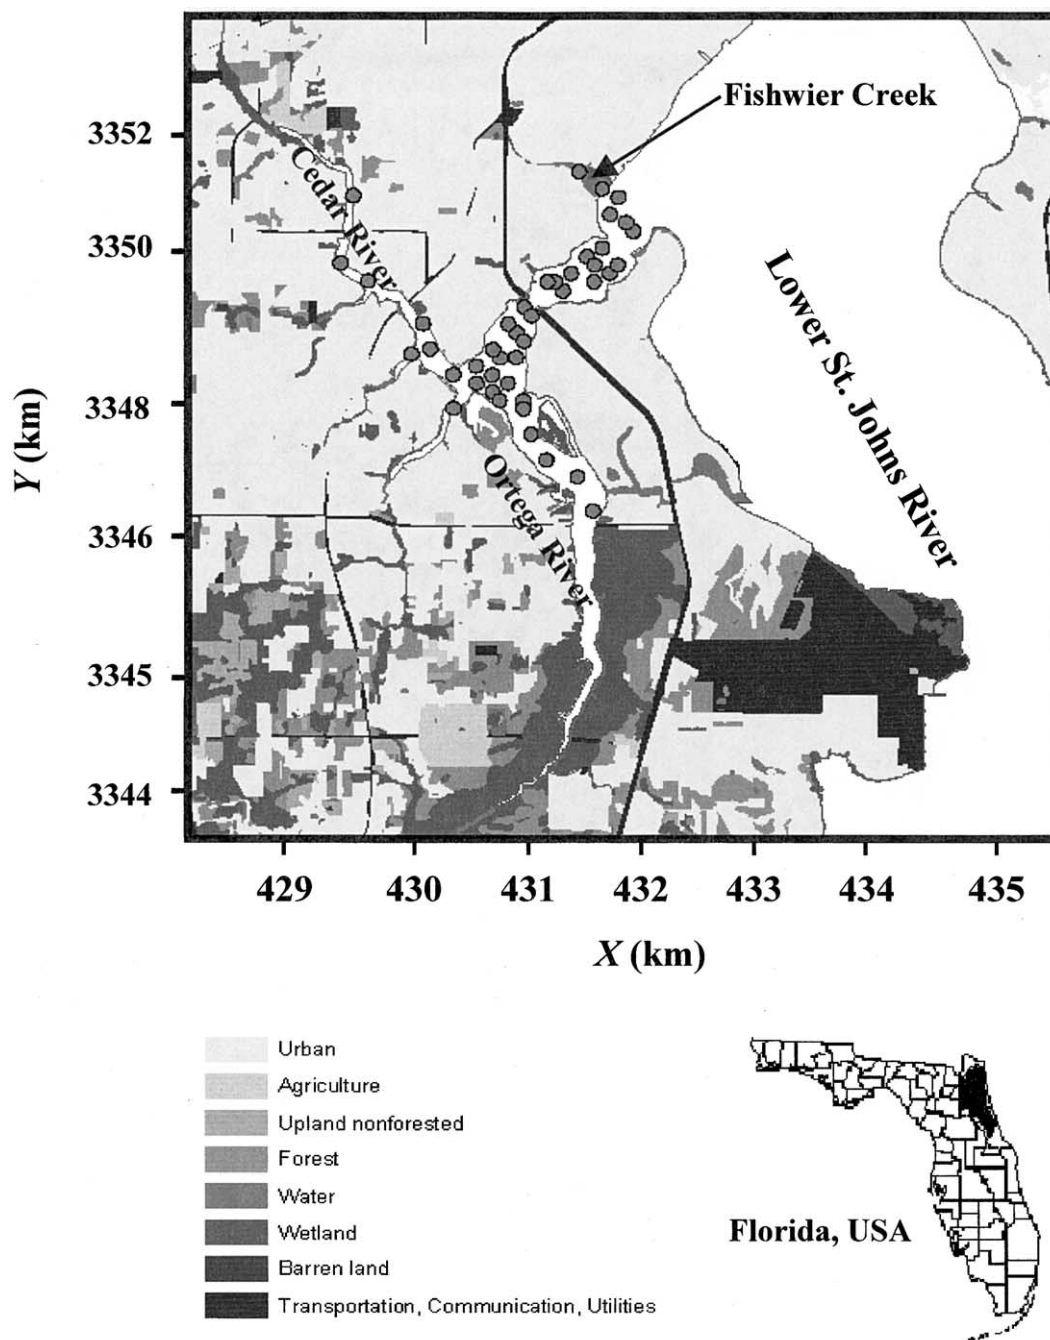 Fishwier Creek
Cedar River
Lower St. Johns River
Ortega River
3352
3350
3348
3346
3345
3344
Y (km)
429 430 431 432 433 434 435
X (km)
Urban
Agriculture
Upland nonforested
Forest
Water
Wetland
Barren land
Transportation, Communication, Utilities
Florida, USA